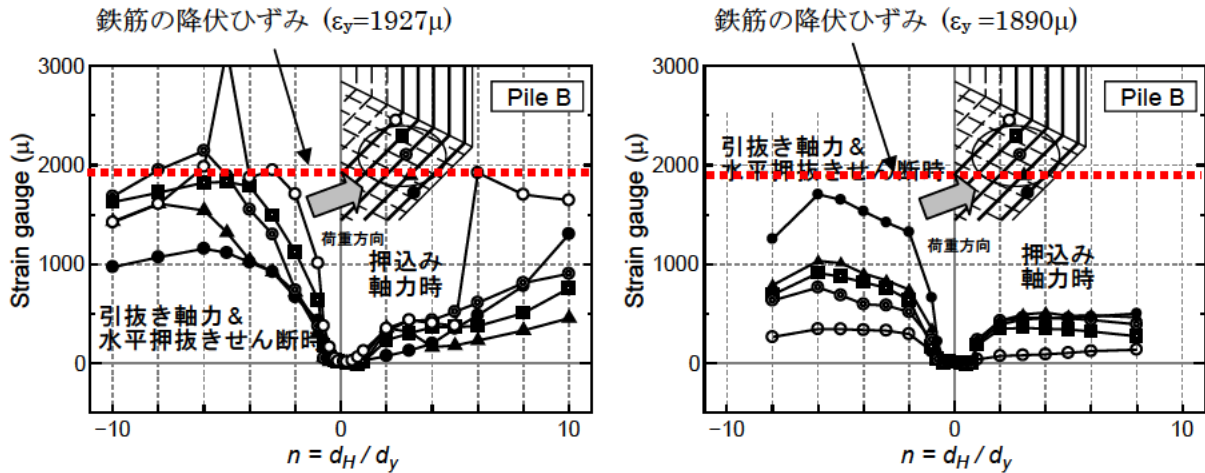 鉄筋の降伏ひずみ (εy=1927μ)
3000
2000
1000
0
Strain gauge (μ)
Pile B
荷重方向
押込み
軸力時
引抜き軸力&
水平押抜きせん断時
−10
0
10
n = dH / dy
鉄筋の降伏ひずみ (εy =1890μ)
3000
2000
1000
0
Strain gauge (μ)
Pile B
引抜き軸力&
水平押抜きせん断時
荷重方向
押込み
軸力時
−10
0
10
n = dH / dy